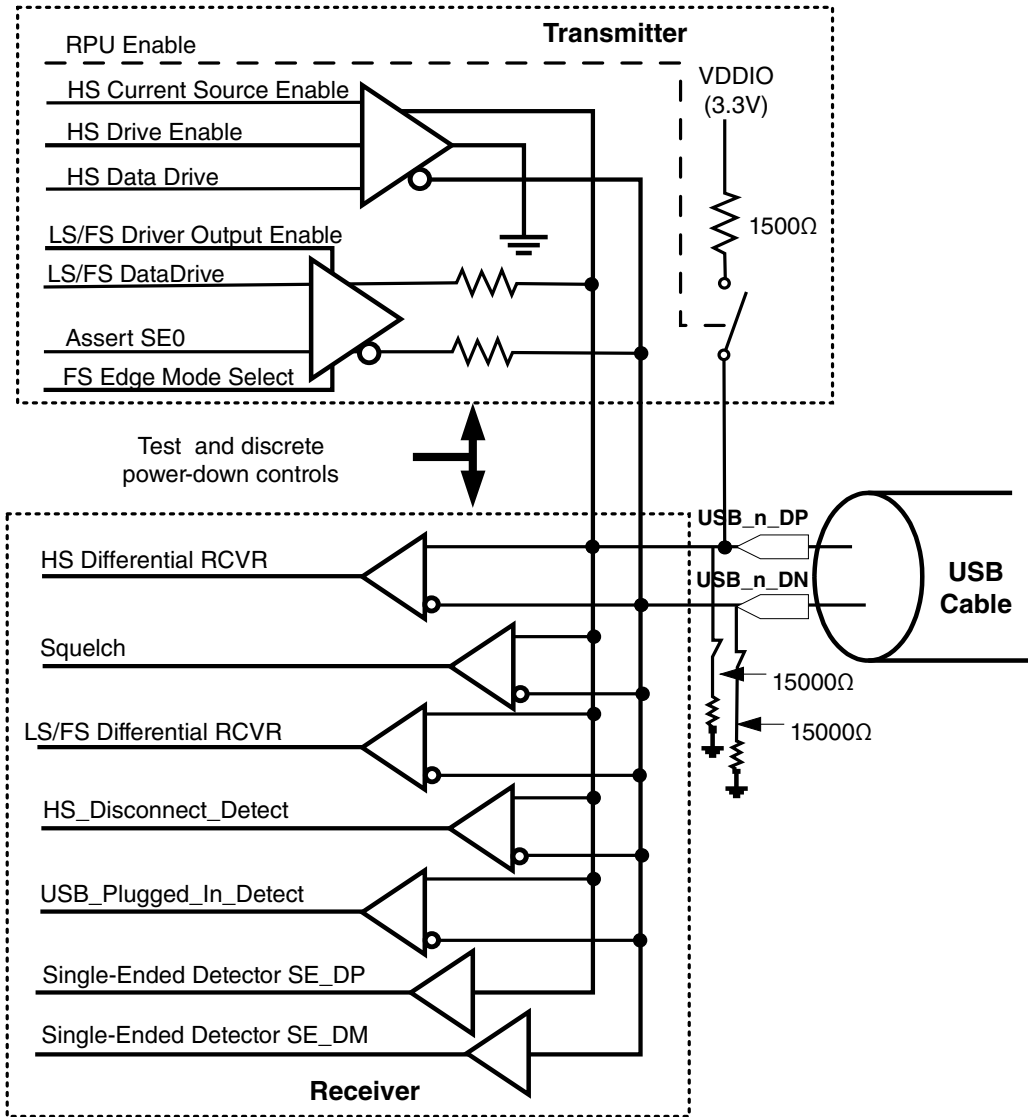 Transmitter
RPU Enable
HS Current Source Enable
HS Drive Enable
HS Data Drive
LS/FS Driver Output Enable
LS/FS DataDrive
Assert SE0
FS Edge Mode Select
VDDIO
(3.3V)
1500Ω
Test and discrete
power-down controls
USB_n_DP
USB_n_DN
USB
Cable
15000Ω
15000Ω
HS Differential RCVR
Squelch
LS/FS Differential RCVR
HS_Disconnect_Detect
USB_Plugged_In_Detect
Single-Ended Detector SE_DP
Single-Ended Detector SE_DM
Receiver